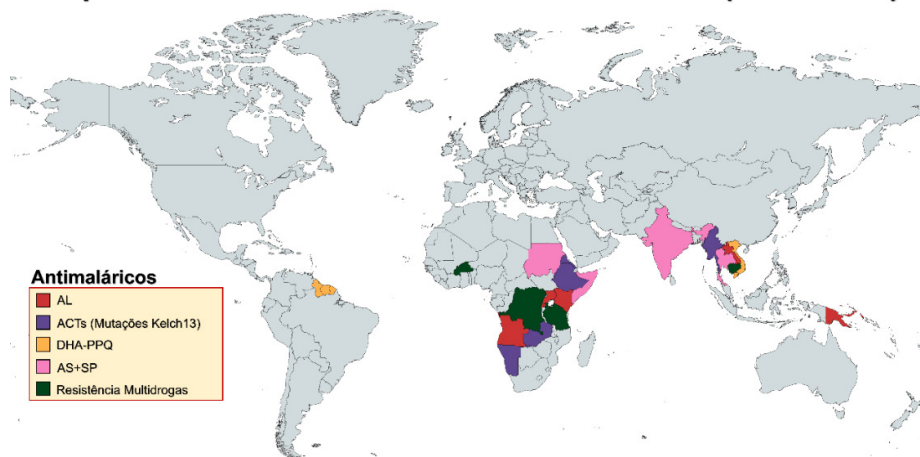 Antimaláricos
AL
ACTs (Mutações Kelch13)
DHA-PPQ
AS+SP
Resistência Multidrogas